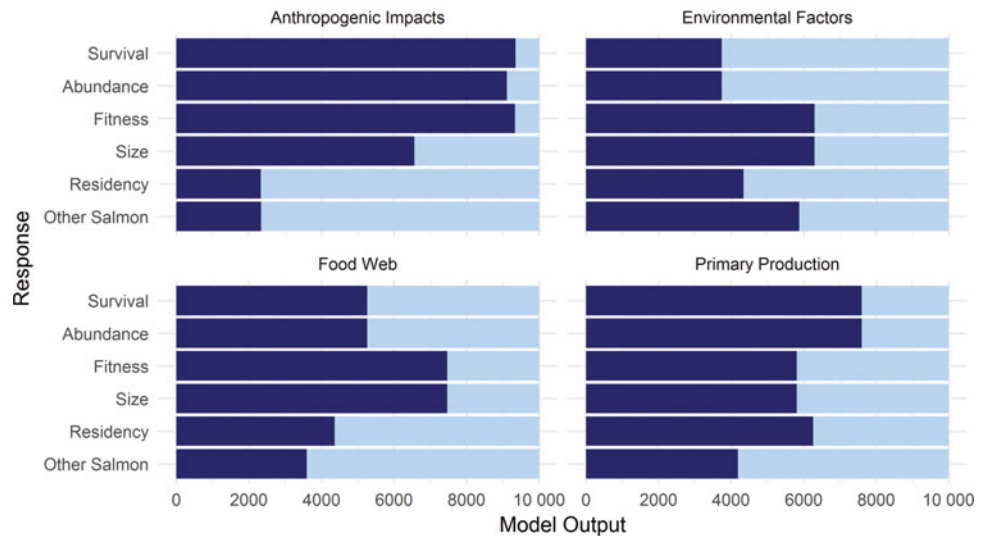 Anthropogenic Impacts
Environmental Factors
Survival
Abundance
Fitness
Size
Residency
Other Salmon
Response
Food Web
Primary Production
Survival
Abundance
Fitness
Size
Residency
Other Salmon
0 2000 4000 6000 8000 10 000
0 2000 4000 6000 8000 10 000
Model Output